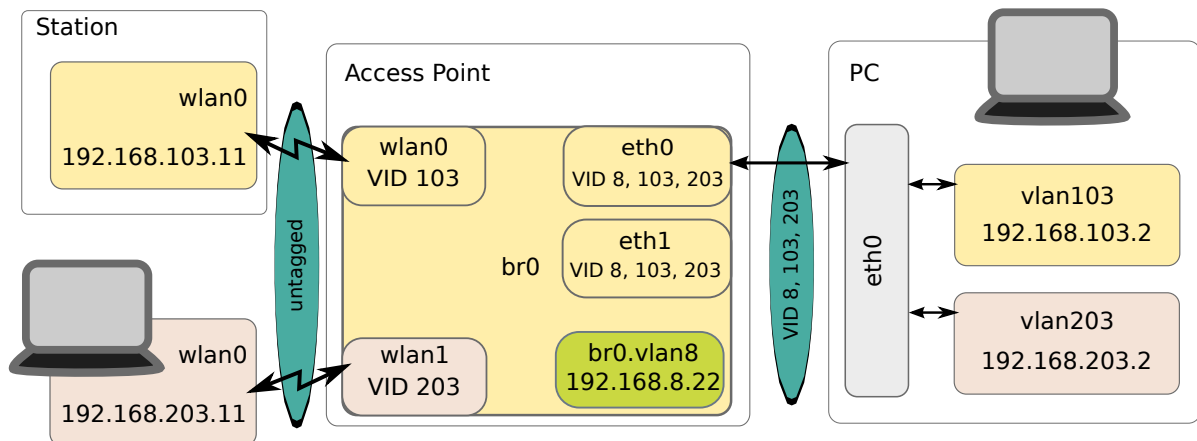 Station
wlan0
192.168.103.11
untagged
wlan0
192.168.203.11
Access Point
wlan0
VID 103
eth0
VID 8, 103, 203
eth1
VID 8, 103, 203
br0
wlan1
VID 203
br0.vlan8
192.168.8.22
VID 8, 103, 203
PC
eth0
vlan103
192.168.103.2
vlan203
192.168.203.2